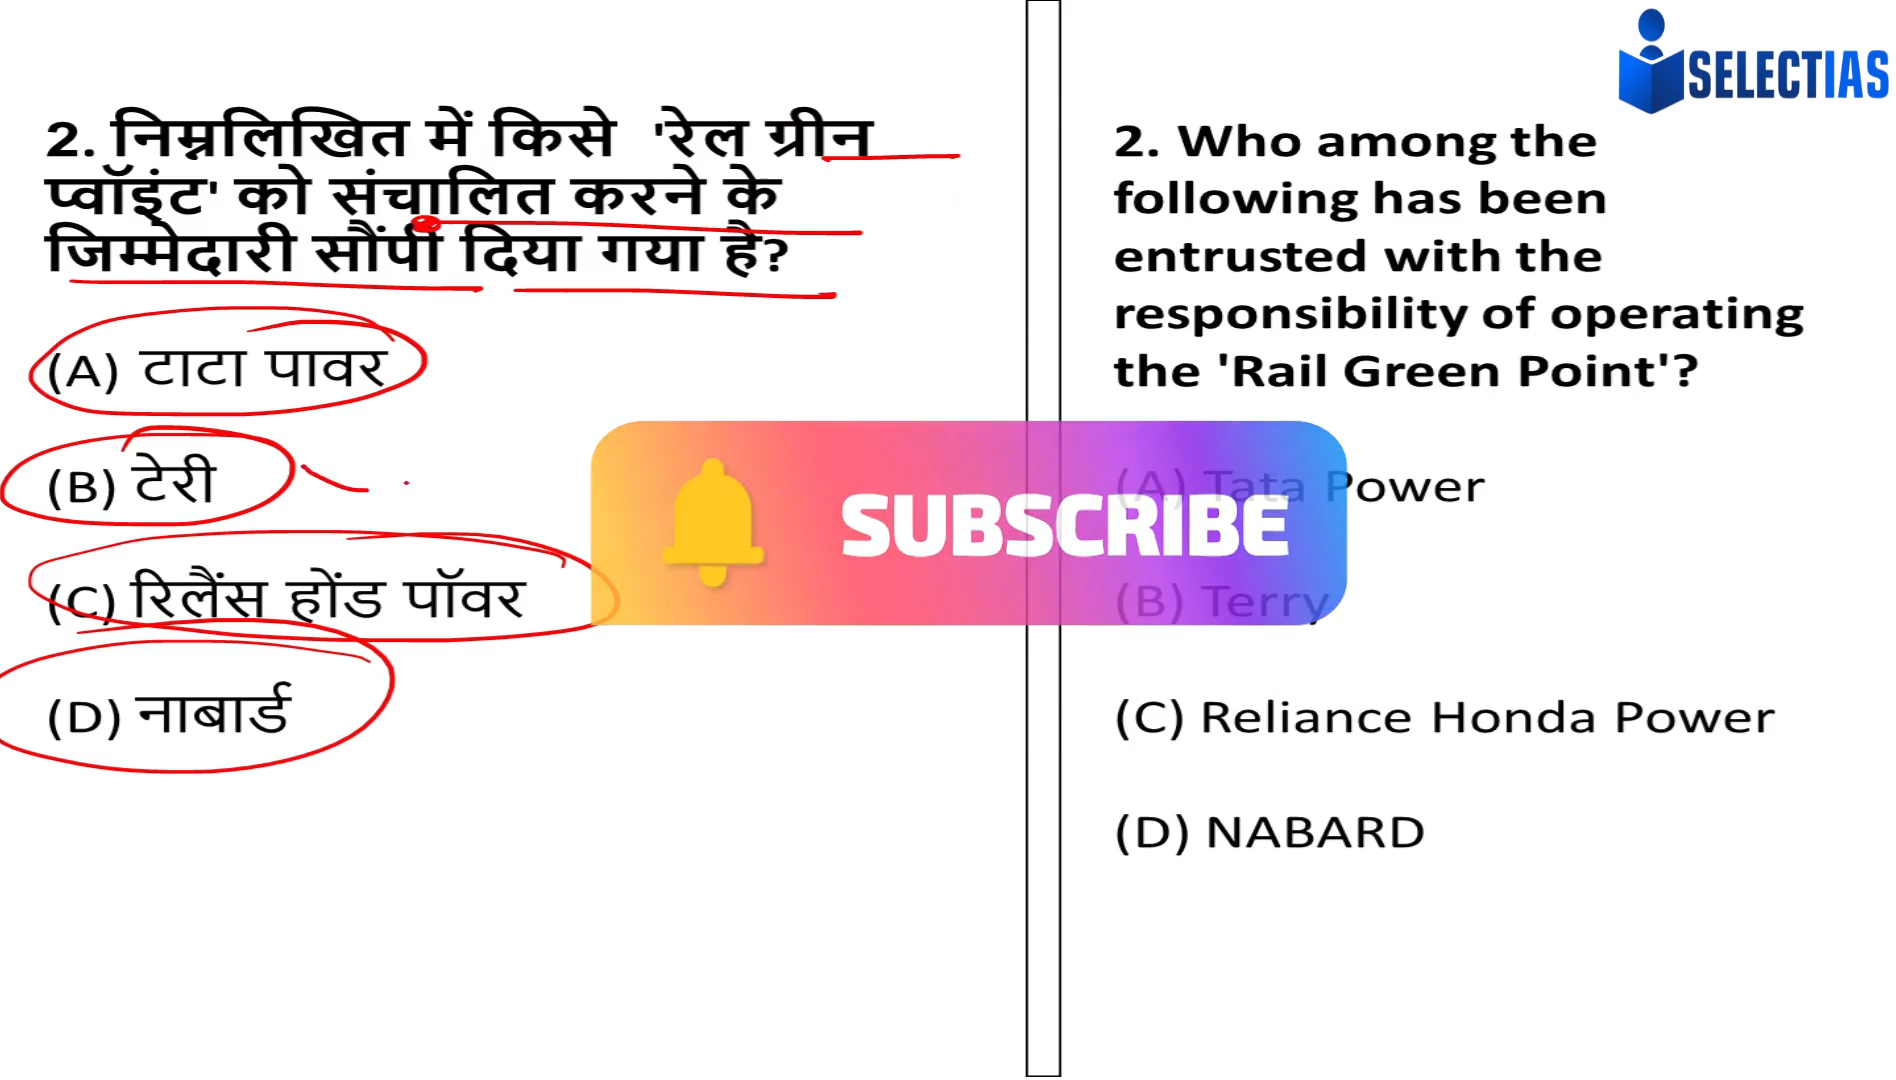 SELECTIAS
2. निम्नलिखित में किसे 'रेल ग्रीन
प्वॉइंट' को संचालित करने के
जिम्मेदारी सौंपी दिया गया है?
(A) टाटा पावर
(B) टेरी
(C) रिलैंस होंड पॉवर
(D) नाबार्ड
2. Who among the
following has been
entrusted with the
responsibility of operating
the 'Rail Green Point'?
(A) Tata Power
(B) Terry
(C) Reliance Honda Power
(D) NABARD
SUBSCRIBE